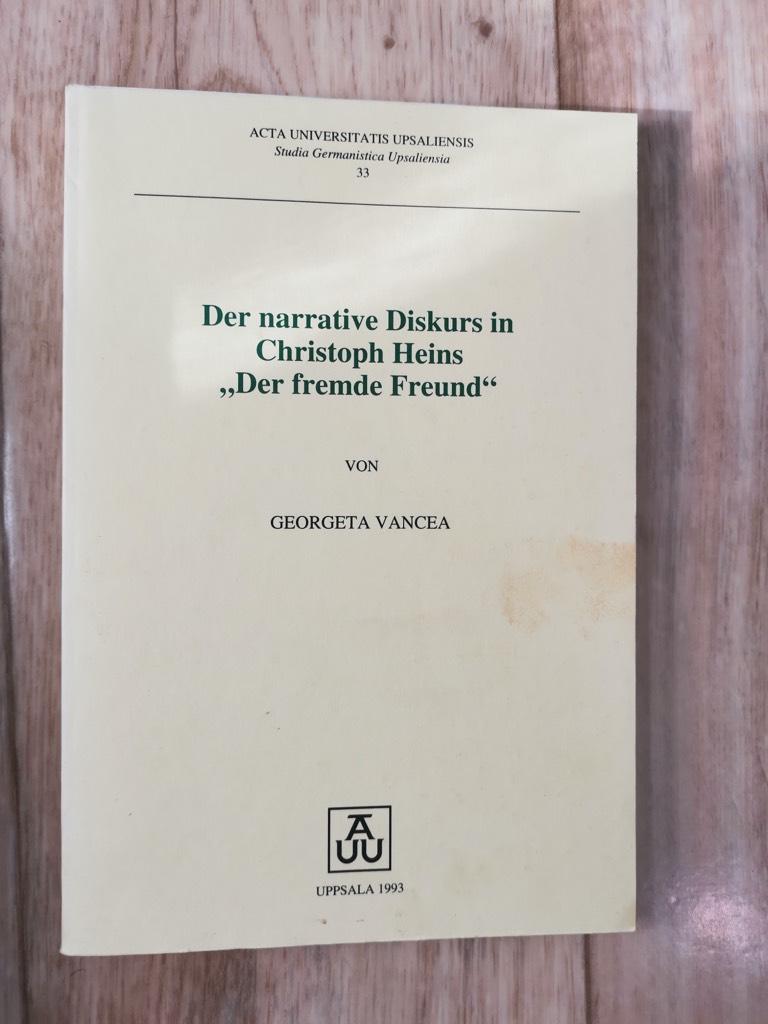 ACTA UNIVERSITATIS UPSALIENSIS
Studia Germanistica Upsaliensia
33
Der narrative Diskurs in
Christoph Heins
„Der fremde Freund“
VON
GEORGETA VANCEA
A
UU
UPPSALA 1993